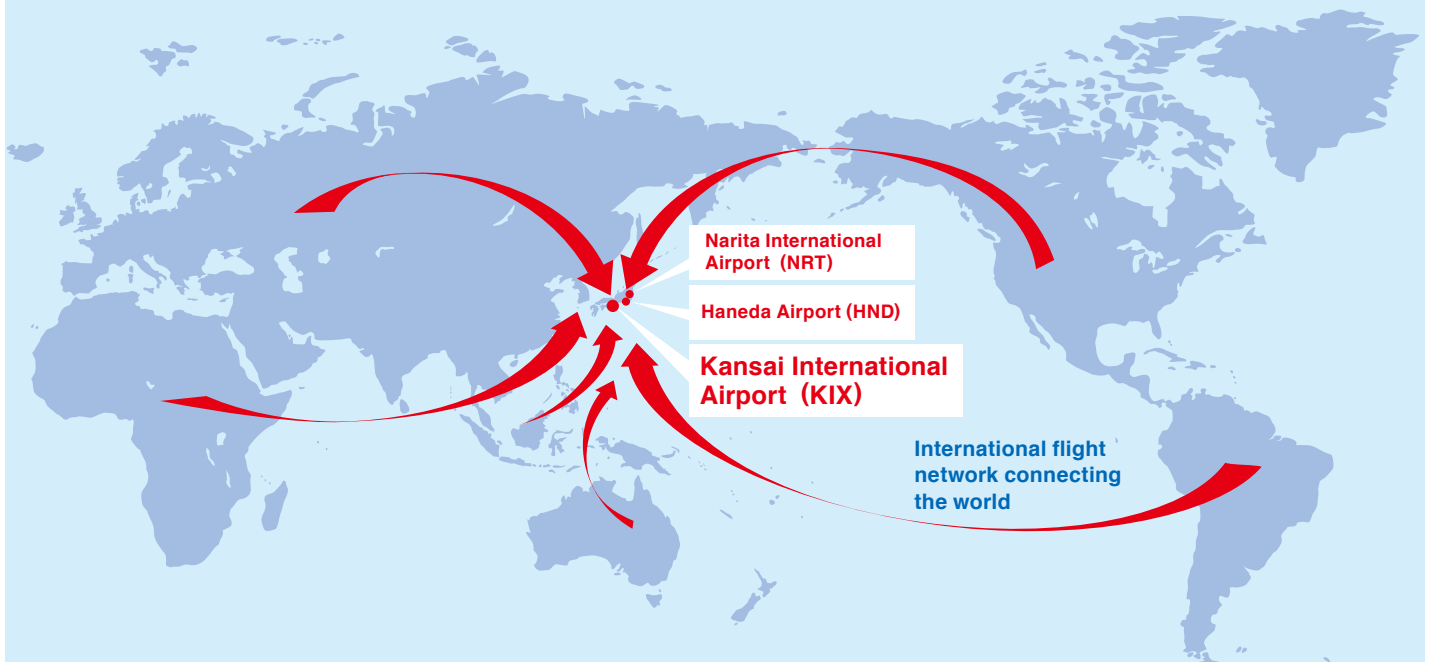 Narita International
Airport (NRT)
Haneda Airport (HND)
Kansai International
Airport (KIX)
International flight
network connecting
the world